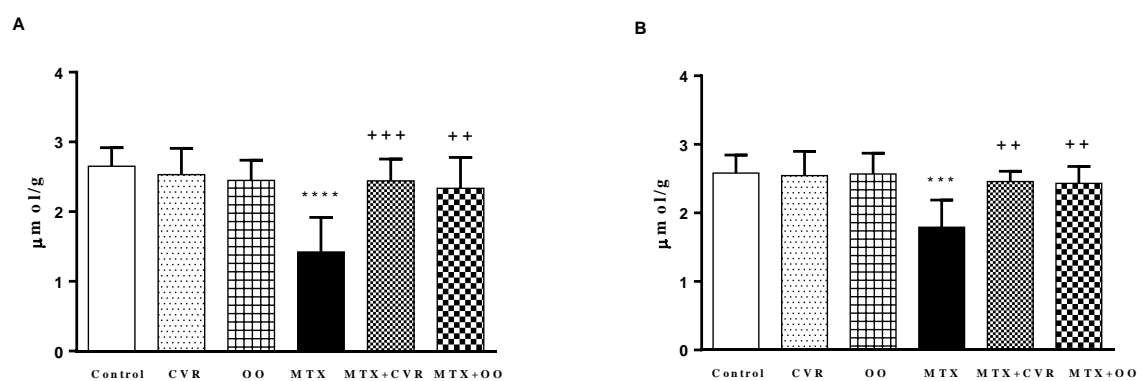 A
B
μmol/g
4
3
2
1
0
+++
++
****
Control CVR OO MTX MTX+CVR MTX+OO
μmol/g
4
3
2
1
0
++
++
***
Control CVR OO MTX MTX+CVR MTX+OO